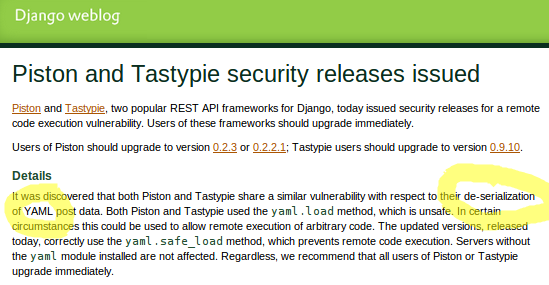 Django weblog
Piston and Tastypie security releases issued
Piston and Tastypie, two popular REST API frameworks for Django, today issued security releases for a remote
code execution vulnerability. Users of these frameworks should upgrade immediately.
Users of Piston should upgrade to version 0.2.3 or 0.2.2.1; Tastypie users should upgrade to version 0.9.10.
Details
It was discovered that both Piston and Tastypie share a similar vulnerability with respect to their de-serialization
of YAML post data. Both Piston and Tastypie used the yaml.load method, which is unsafe. In certain
circumstances this could be used to allow remote execution of arbitrary code. The updated versions, released
today, correctly use the yaml.safe_load method, which prevents remote code execution. Servers without
the yaml module installed are not affected. Regardless, we recommend that all users of Piston or Tastypie
upgrade immediately.